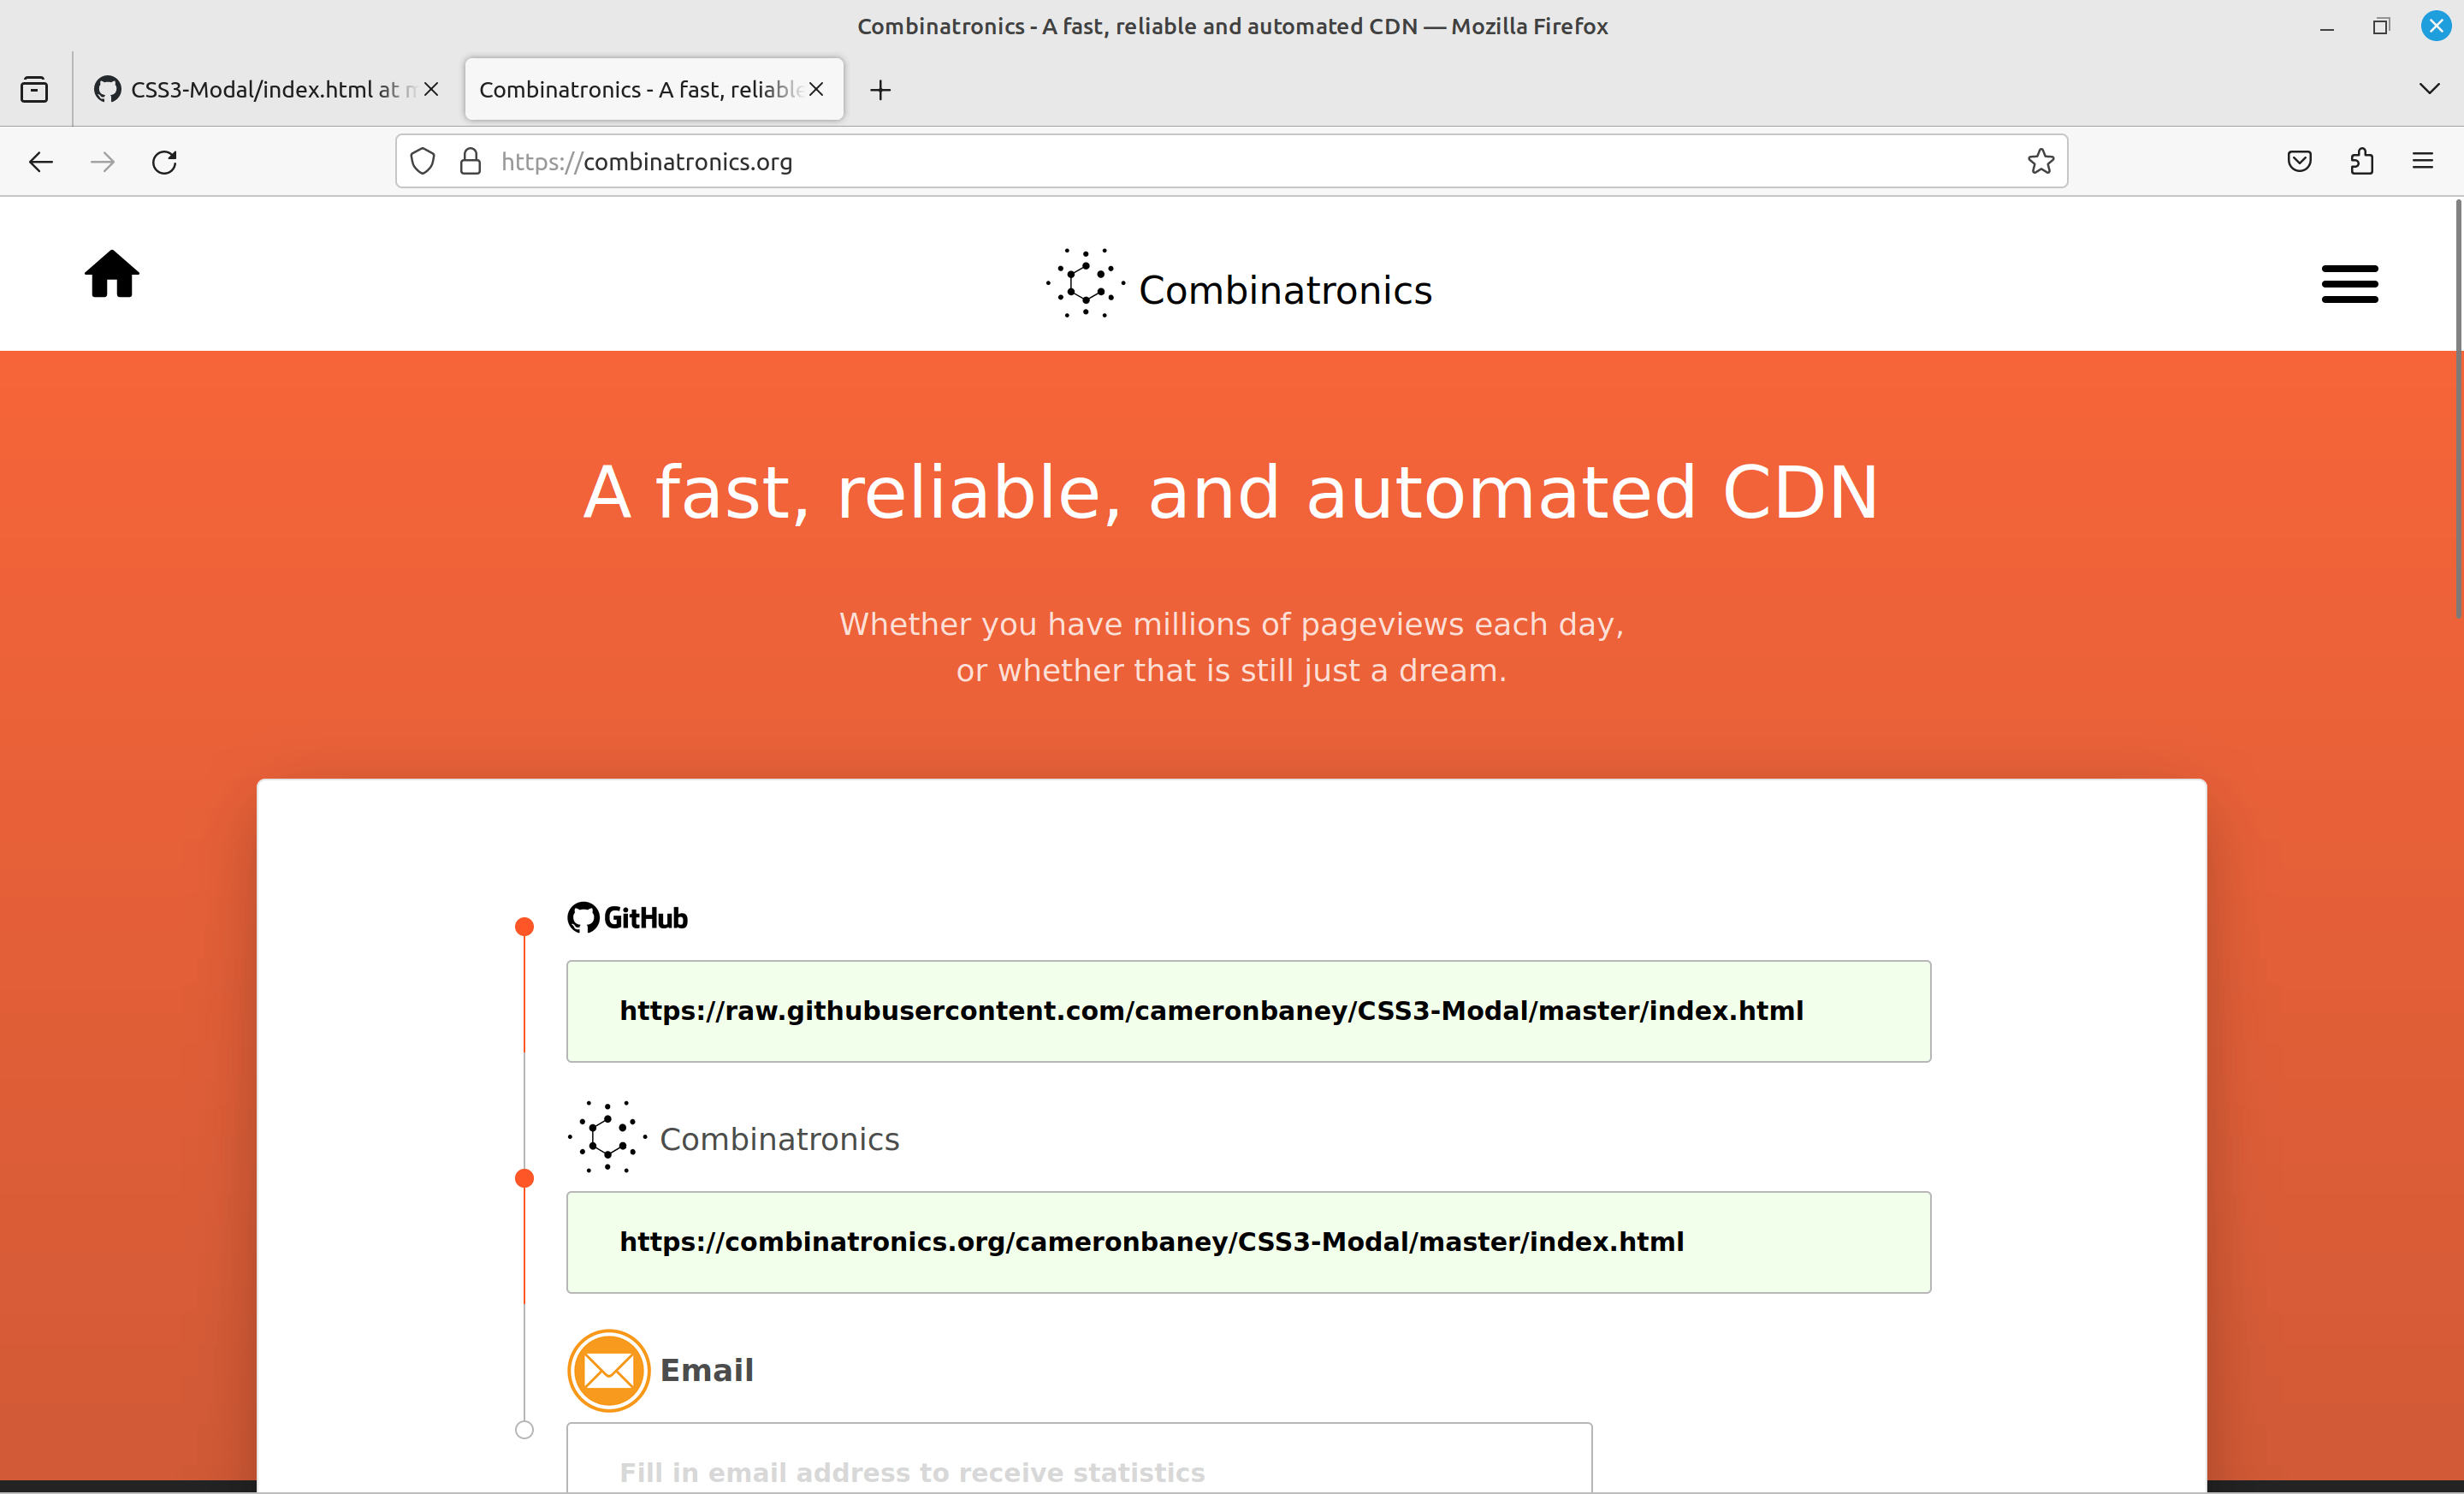 Combinatronics - A fast, reliable and automated CDN — Mozilla Firefox
CSS3-Modal/index.html at
Combinatronics - A fast, reliable
https://combinatronics.org
Combinatronics
A fast, reliable, and automated CDN
Whether you have millions of pageviews each day,
or whether that is still just a dream.
GitHub
https://raw.githubusercontent.com/cameronbaney/CSS3-Modal/master/index.html
Combinatronics
https://combinatronics.org/cameronbaney/CSS3-Modal/master/index.html
Email
Fill in email address to receive statistics